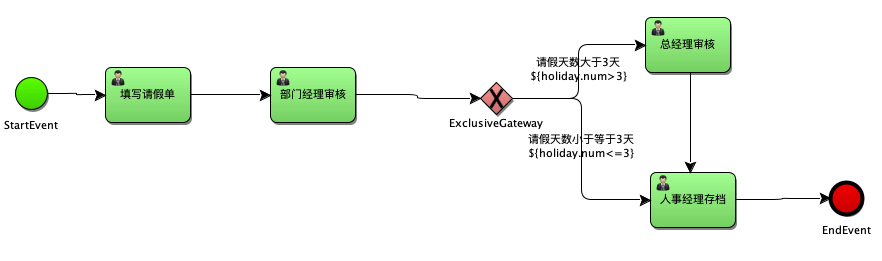 StartEvent
填写请假单
部门经理审核
ExclusiveGateway
请假天数大于3天
${holiday.num>3}
总经理审核
请假天数小于等于3天
${holiday.num<=3}
人事经理存档
EndEvent